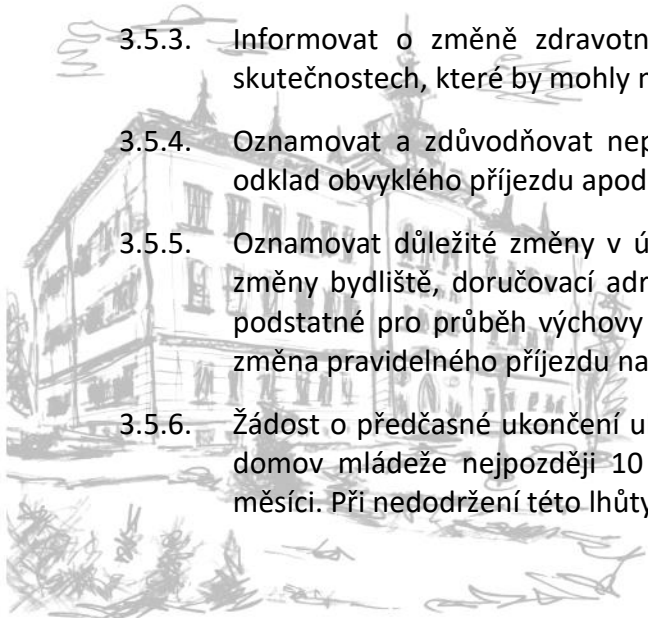 3.5.3. Informovat o změně zdravotn
skutečnostech, které by mohly
3.5.4. Oznamovat a zdůvodňovat nep
odklad obvyklého příjezdu apod
3.5.5. Oznamovat důležité změny v ú
změny bydliště, doručovací adr
podstatné pro průběh výchovy
změna pravidelného příjezdu na
3.5.6. Žádost o předčasné ukončení u
domov mládeže nejpozději 10
měsíci. Při nedodržení této lhůty